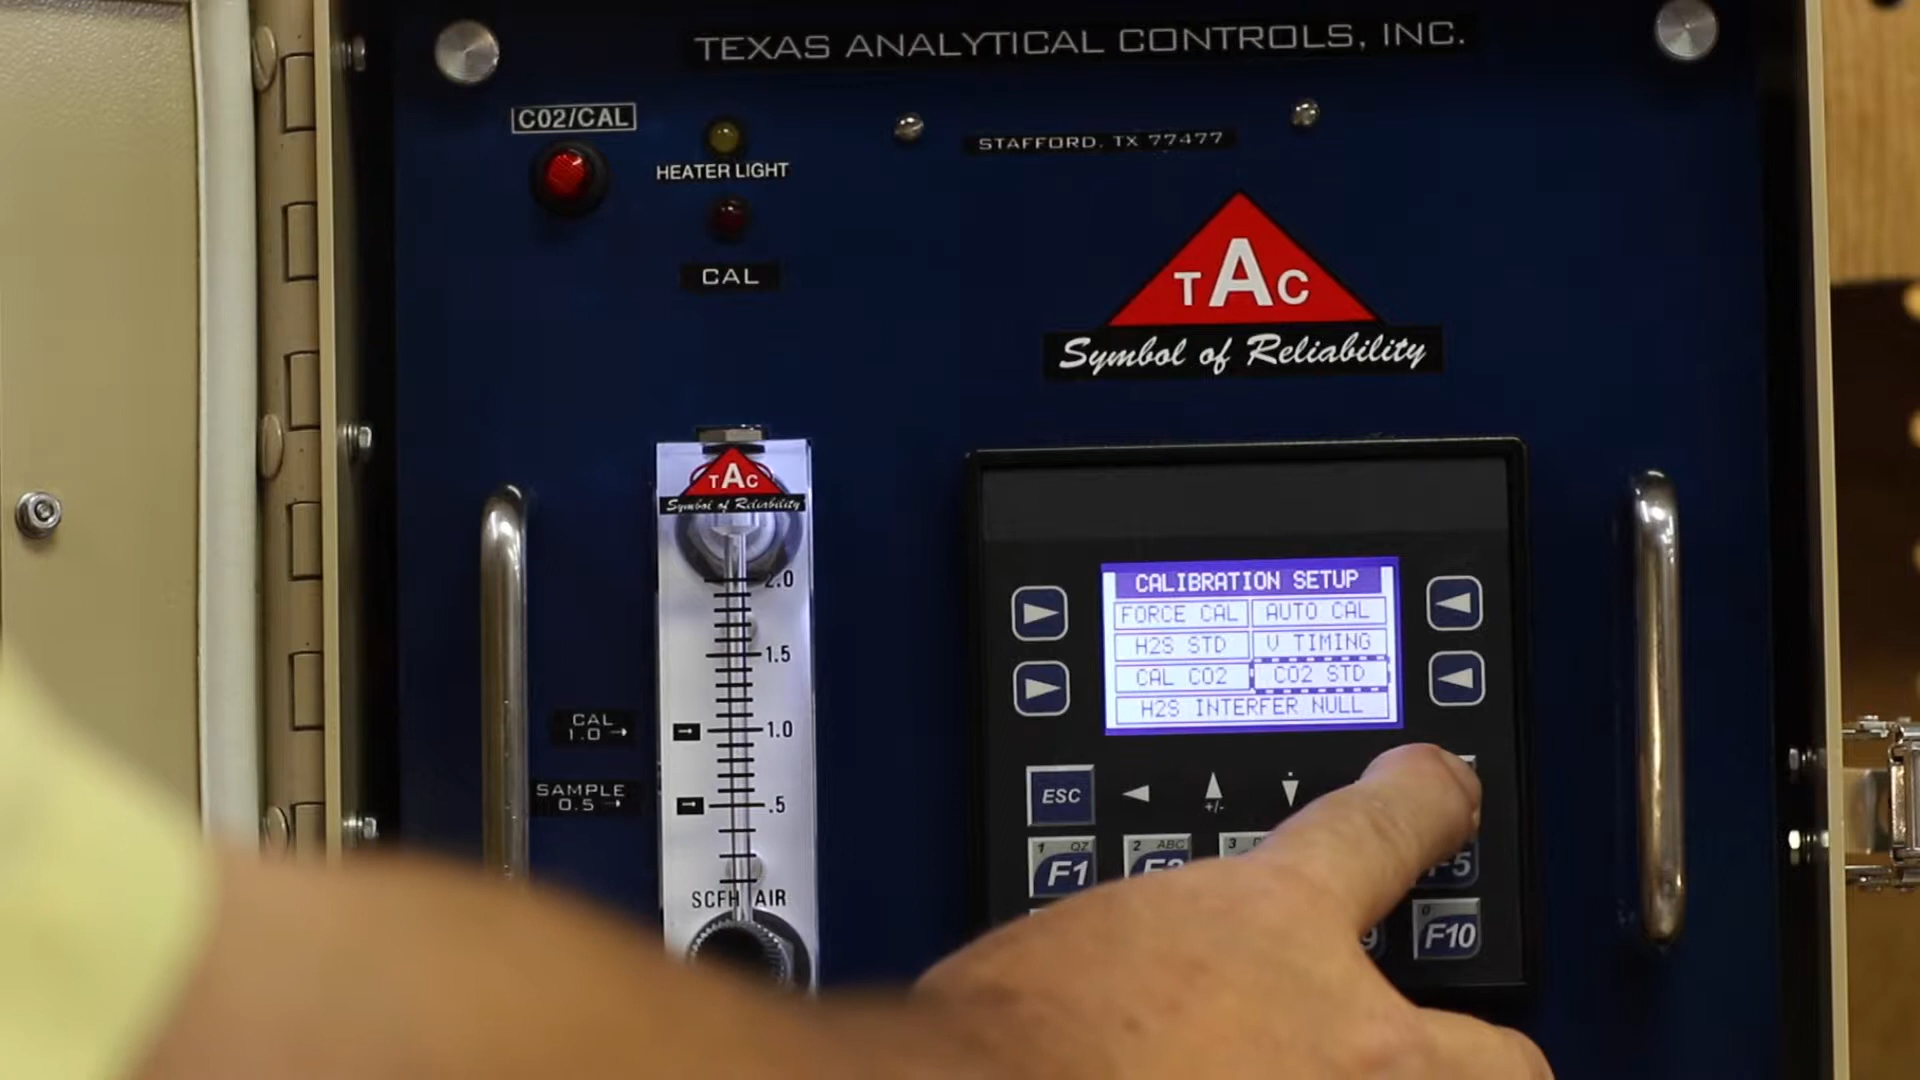 TEXAS ANALYTICAL CONTROLS, INC.
C02/CAL
HEATER LIGHT
STAFFORD, TX 77477
CAL
TAC
Symbol of Reliability
TAC
Symbol of Reliability
2.0
1.5
1.0
.5
SCFH AIR
CAL
1.0 →
SAMPLE
0.5 →
CALIBRATION SETUP
FORCE CAL AUTO CAL
H2S STD V TIMING
CAL CO2 CO2 STD
H2S INTERFER NULL
ESC
+/-
1 QZ
F1
2 ABC
3
F5
0
F10